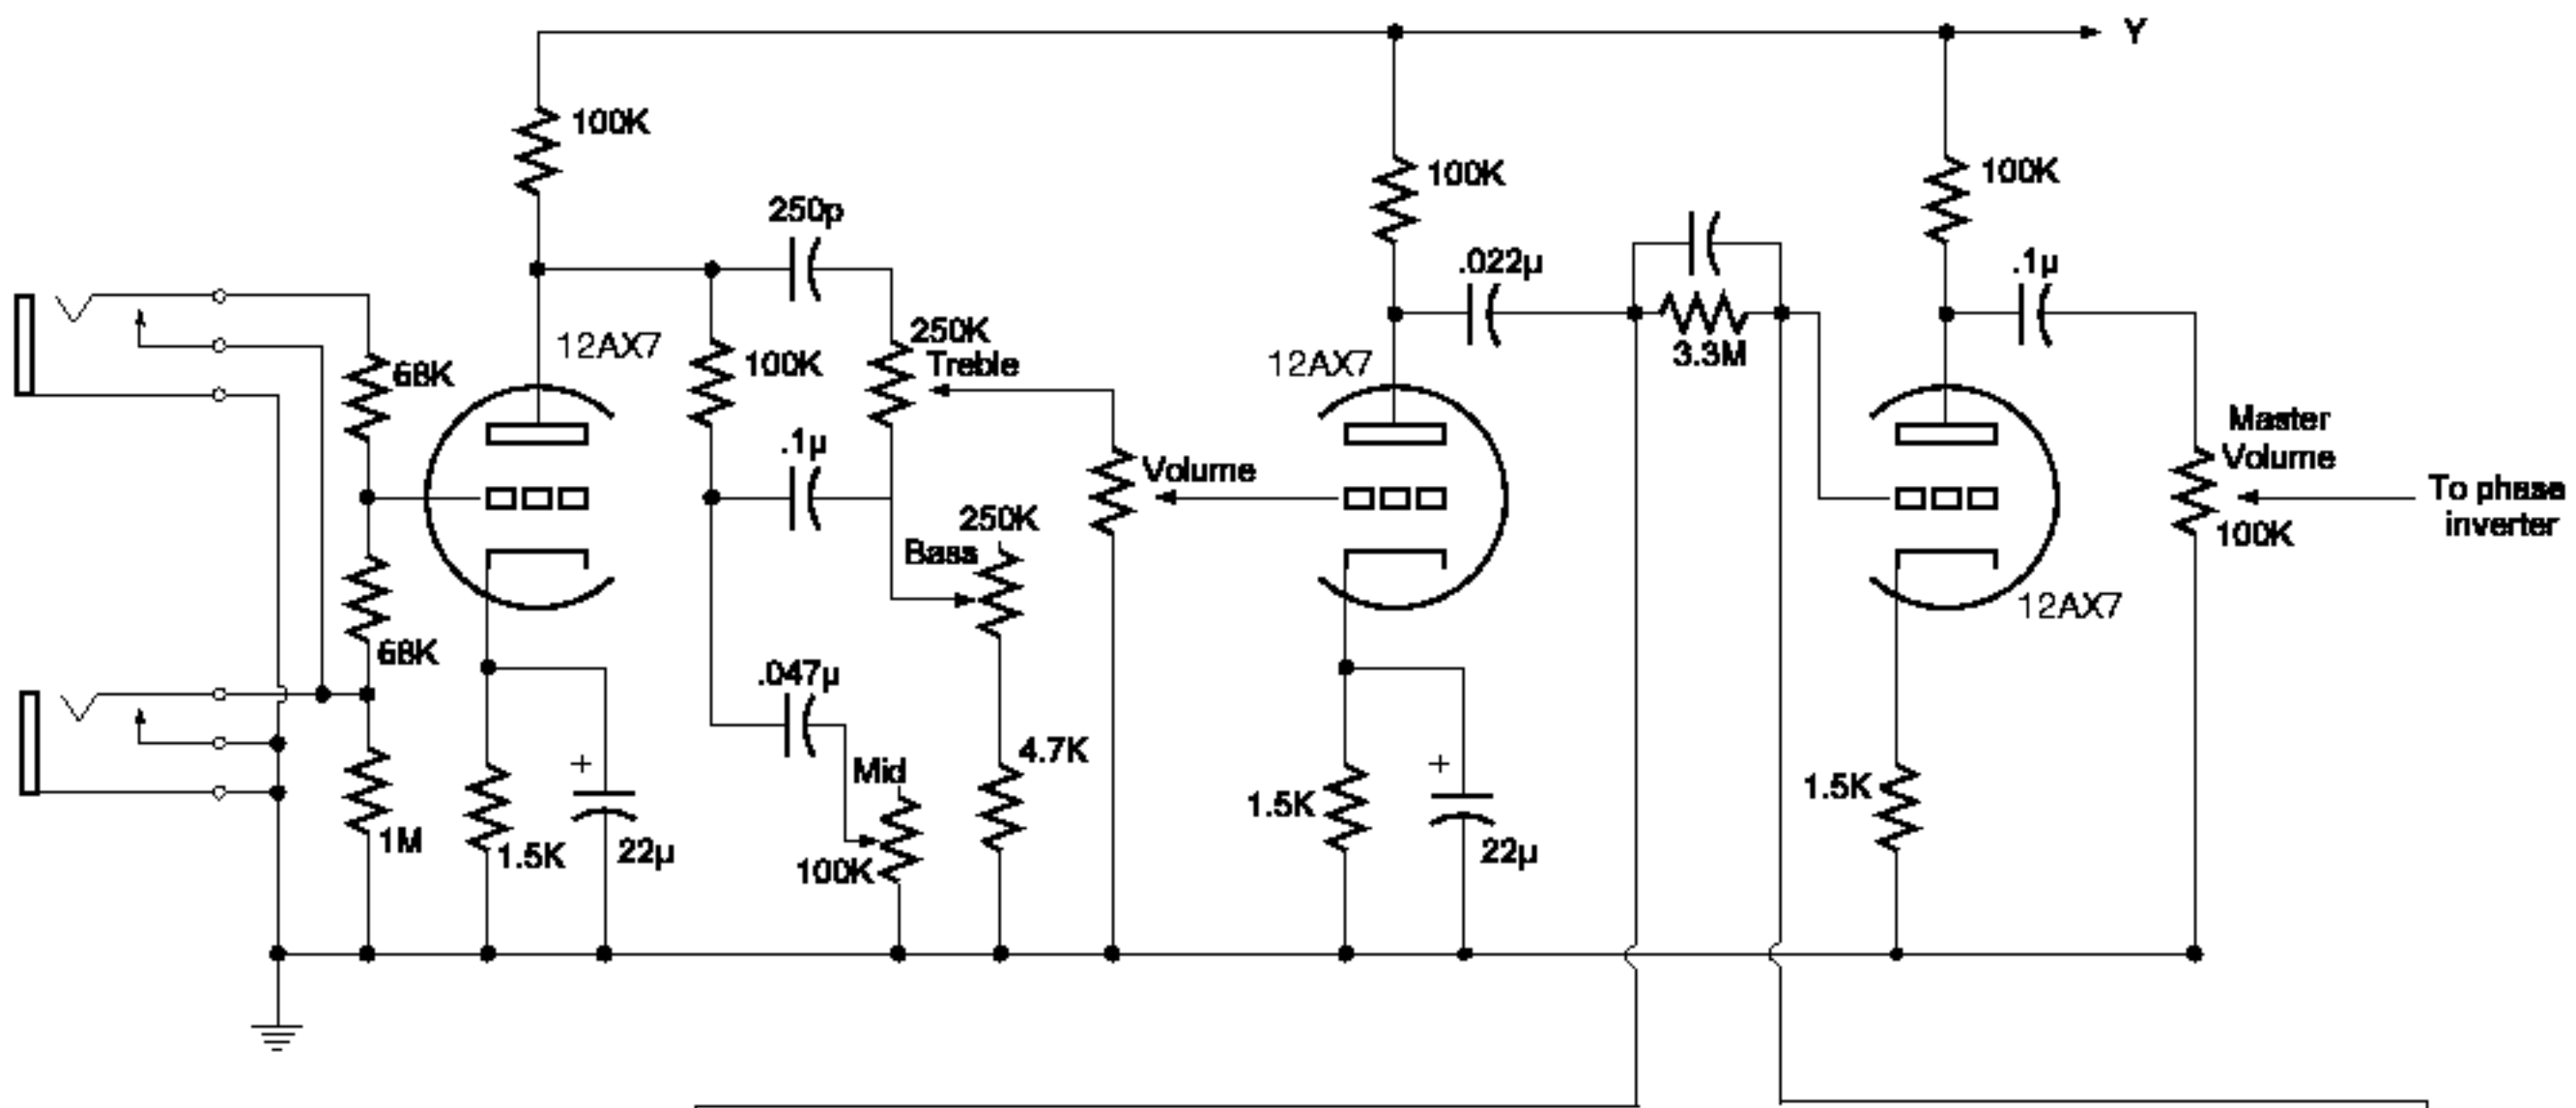 Y
100K
100K
100K
250p
.022µ
.1µ
250K
Treble
12AX7
100K
12AX7
3.3M
68K
Master
Volume
.1µ
Volume
To phase
inverter
100K
250K
Bass
12AX7
68K
.047µ
4.7K
Mid
+
+
1.5K
1.5K
1M
1.5K
22µ
100K
22µ